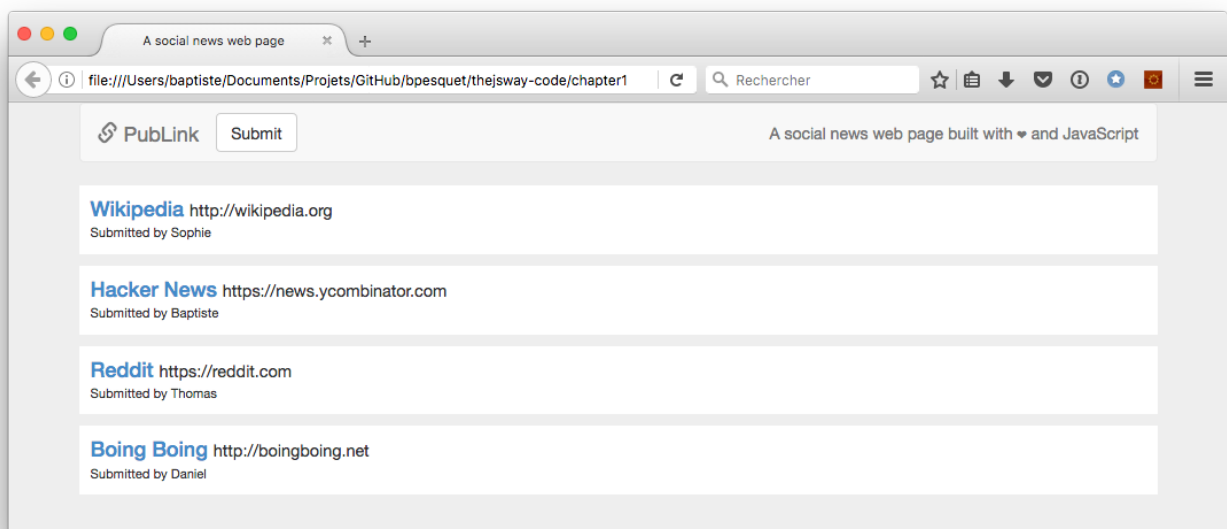 A social news web page
file:///Users/baptiste/Documents/Projets/GitHub/bpesquet/thejsway-code/chapter1
Rechercher
PubLink Submit A social news web page built with ❤ and JavaScript
Wikipedia http://wikipedia.org
Submitted by Sophie
Hacker News https://news.ycombinator.com
Submitted by Baptiste
Reddit https://reddit.com
Submitted by Thomas
Boing Boing http://boingboing.net
Submitted by Daniel